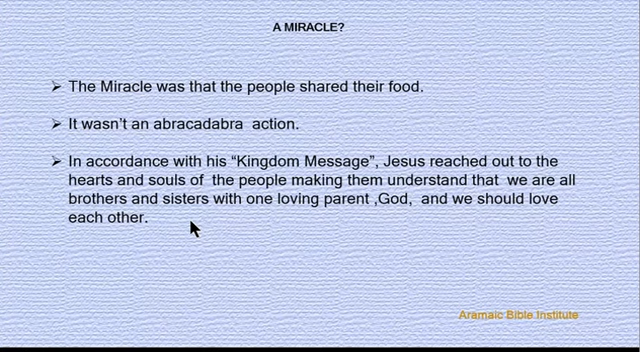 A MIRACLE?
➢ The Miracle was that the people shared their food.
➢ It wasn't an abracadabra  action.
➢ In accordance with his “Kingdom Message”, Jesus reached out to the
hearts and souls of  the people making them understand that  we are all
brothers and sisters with one loving parent ,God,  and we should love
each other.
Aramaic Bible Institute